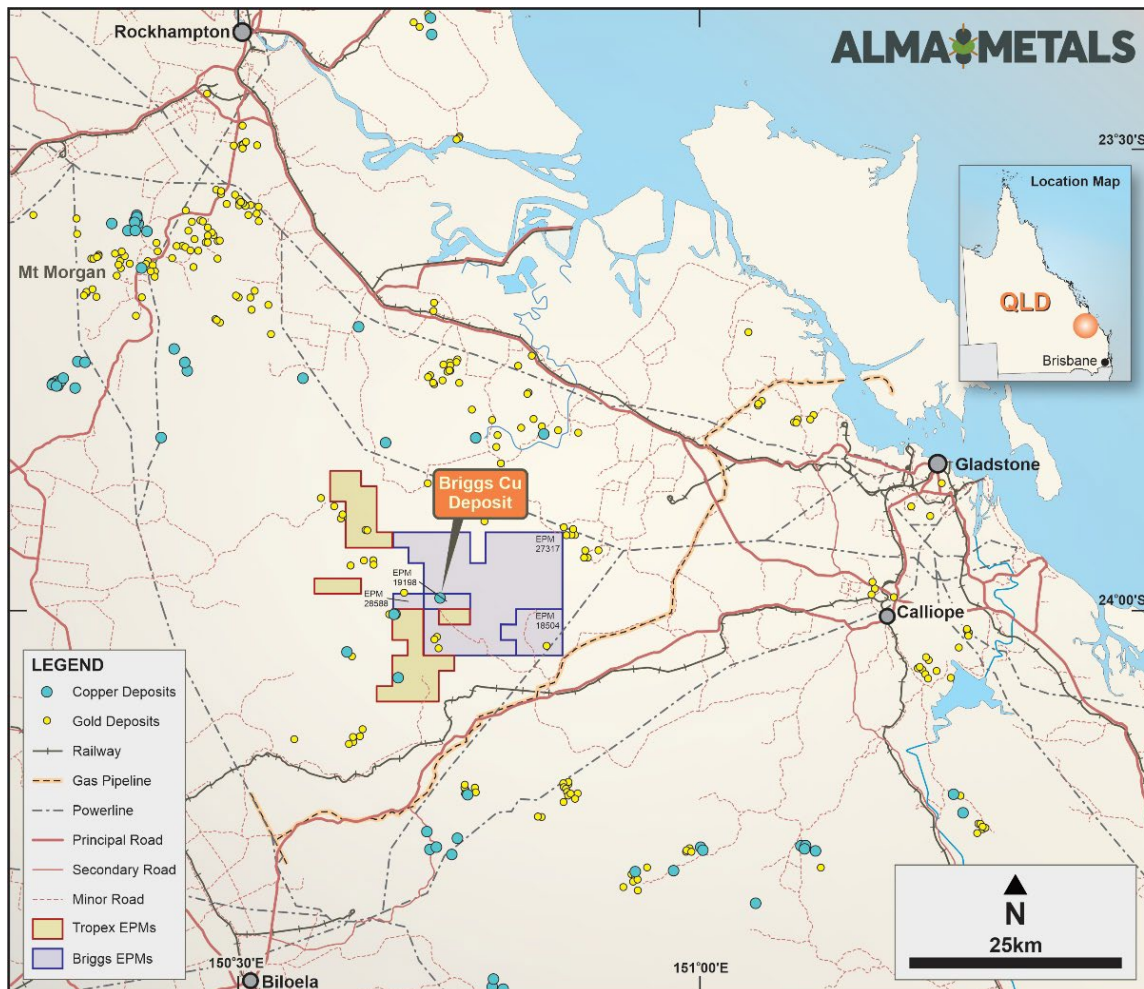 Rockhampton
ALMA METALS
23°30'S
Location Map
QLD
Brisbane
Mt Morgan
Gladstone
Briggs Cu
Deposit
EPM
27317
EPM
19198
EPM
28588
EPM
18504
24°00'S
Calliope
LEGEND
Copper Deposits
Gold Deposits
Railway
Gas Pipeline
Powerline
Principal Road
Secondary Road
Minor Road
Tropex EPMs
Briggs EPMs
N
25km
150°30'E
151°00'E
Biloela